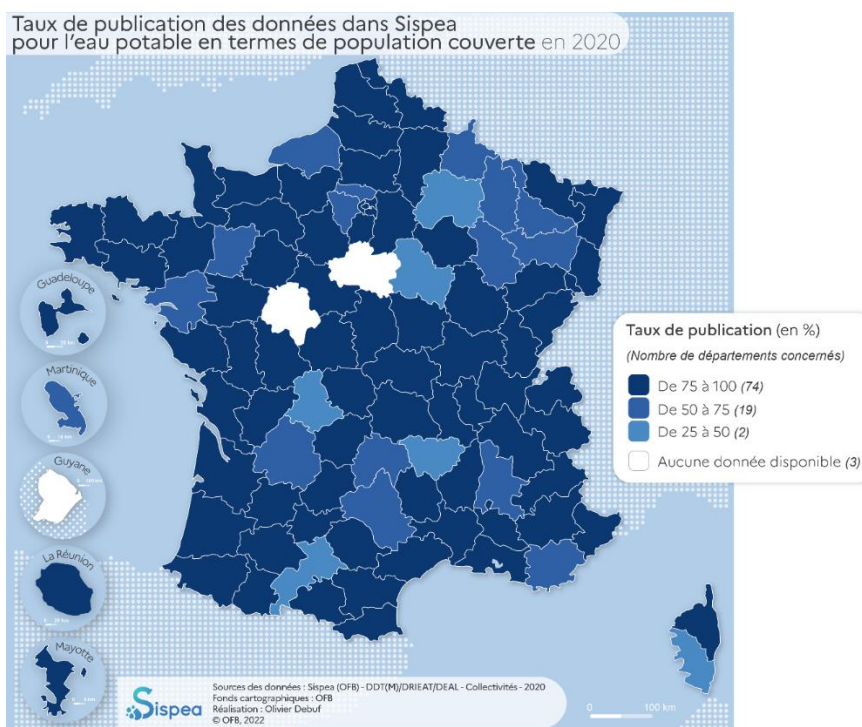 Taux de publication des données dans Sispea
pour l’eau potable en termes de population couverte en 2020
Guadeloupe
Martinique
Guyane
La Réunion
Mayotte
Taux de publication (en %)
(Nombre de départements concernés)
De 75 à 100 (74)
De 50 à 75 (19)
De 25 à 50 (2)
Aucune donnée disponible (3)
Sispea
Sources des données : Sispea (OFB) - DDT(M)/DRIEAT/DEAL - Collectivités - 2020
Fonds cartographiques : OFB
Réalisation : Olivier Debuf
© OFB, 2022
0 100 km